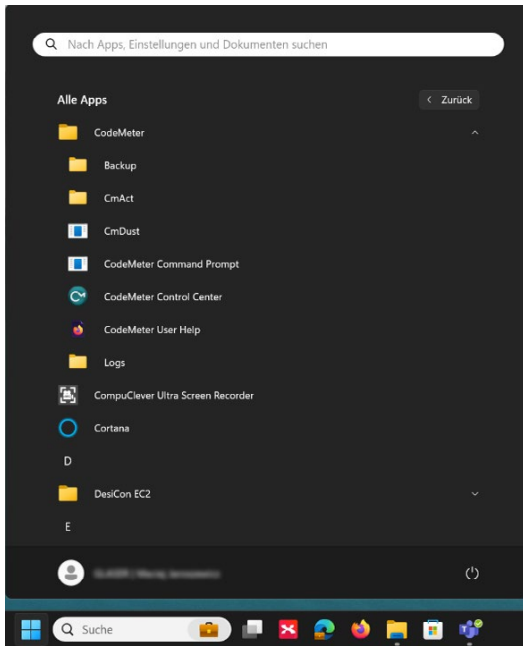 Nach Apps, Einstellungen und Dokumenten suchen
Alle Apps
Zurück
CodeMeter
Backup
CmAct
CmDust
CodeMeter Command Prompt
CodeMeter Control Center
CodeMeter User Help
Logs
CompuClever Ultra Screen Recorder
Cortana
D
DesiCon EC2
E
Suche